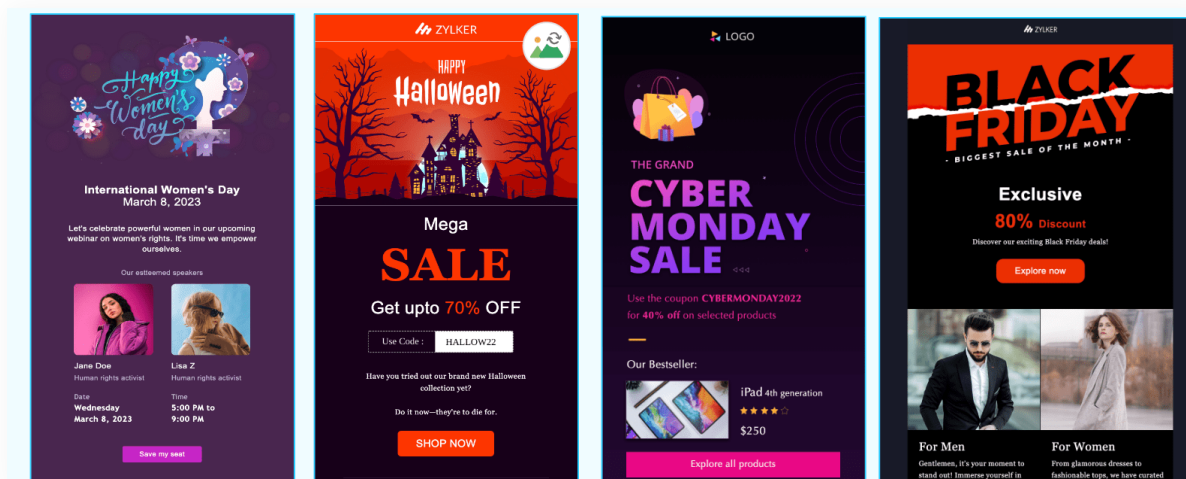 Happy
Women's
day
International Women's Day
March 8, 2023
Let's celebrate powerful women in our upcoming
webinar on women's rights. It's time we empower
ourselves.
Our estteemed speakers
Jane Doe
Human rights activist
Lisa Z
Human rights activist
Date
Wednesday
March 8, 2023
Time
5:00 PM to
9:00 PM
Save my seat
ZYLKER
HAPPY
Halloween
Mega
SALE
Get upto 70% OFF
Use Code :
HALLOW22
Have you tried out our brand new Halloween
collection yet?
Do it now—they're to die for.
SHOP NOW
LOGO
THE GRAND
CYBER
MONDAY
SALE
Use the coupon CYBERMONDAY2022
for 40% off on selected products
Our Bestseller:
iPad 4th generation
$250
Explore all products
ZYLKER
BLACK
FRIDAY
- BIGGEST SALE OF THE MONTH -
Exclusive
80% Discount
Discover our exciting Black Friday deals!
Explore now
For Men
Gentlemen, it's your moment to
stand out! Immerse yourself in
For Women
From glamorous dresses to
fashionable tops, we have curated